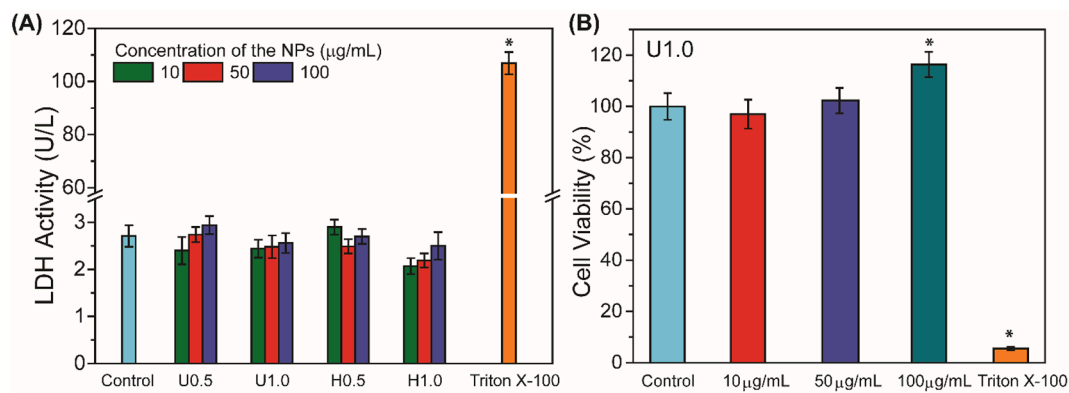 (A)
LDH Activity (U/L)
120
100
80
60
3
2
1
0
Concentration of the NPs (μg/mL)
10 50 100
*
Control U0.5 U1.0 H0.5 H1.0 Triton X-100
(B)
Cell Viability (%)
120
100
80
60
40
20
0
U1.0
*
*
Control 10μg/mL 50μg/mL 100μg/mL Triton X-100